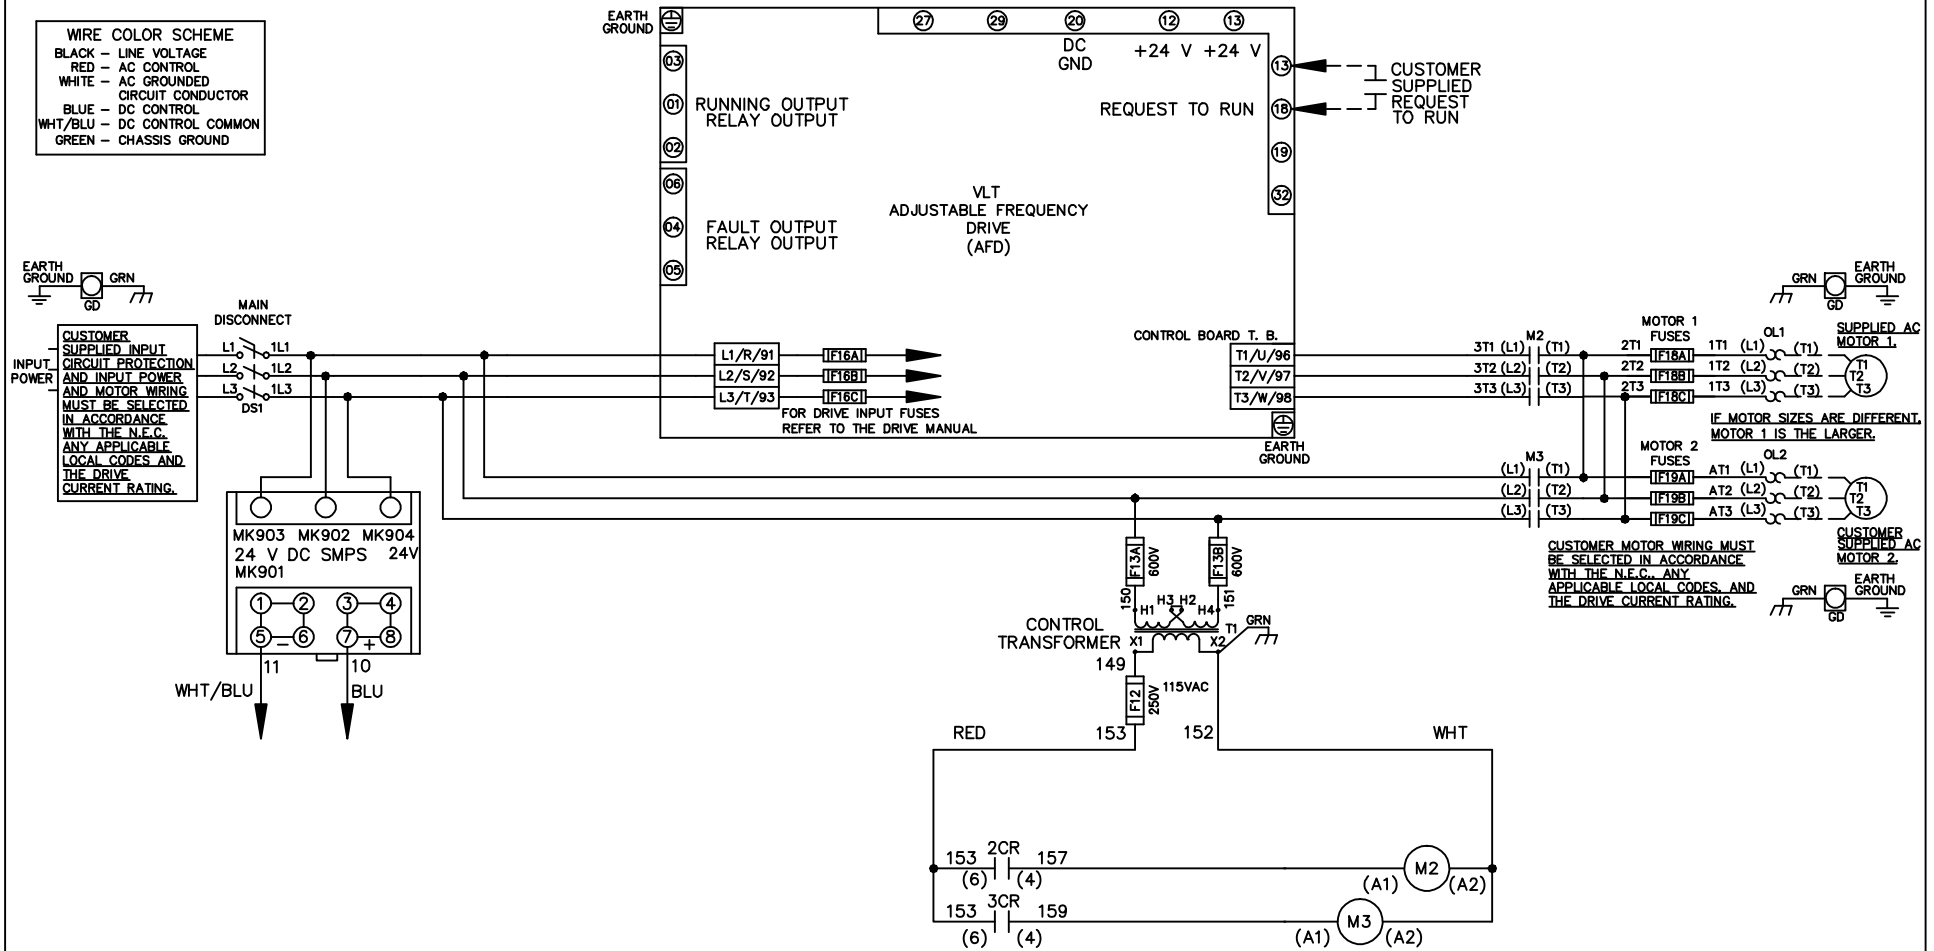 WIRE COLOR SCHEME
BLACK – LINE VOLTAGE
RED – AC CONTROL
WHITE – AC GROUNDED
CIRCUIT CONDUCTOR
BLUE – DC CONTROL
WHT/BLU – DC CONTROL COMMON
GREEN – CHASSIS GROUND
EARTH
GROUND
27
29
20
12
13
DC
GND
+24 V
+24 V
03
01
02
RUNNING OUTPUT
RELAY OUTPUT
06
04
05
FAULT OUTPUT
RELAY OUTPUT
VLT
ADJUSTABLE FREQUENCY
DRIVE
(AFD)
REQUEST TO RUN
13
18
19
32
CUSTOMER
SUPPLIED
REQUEST
TO RUN
EARTH
GROUND
GRN
GD
INPUT
POWER
CUSTOMER
SUPPLIED INPUT
CIRCUIT PROTECTION
AND INPUT POWER
AND MOTOR WIRING
MUST BE SELECTED
IN ACCORDANCE
WITH THE N.E.C.
ANY APPLICABLE
LOCAL CODES AND
THE DRIVE
CURRENT RATING.
MAIN
DISCONNECT
L1
1L1
L2
1L2
L3
1L3
DS1
L1/R/91
L2/S/92
L3/T/93
F16A
F16B
F16C
FOR DRIVE INPUT FUSES
REFER TO THE DRIVE MANUAL
CONTROL BOARD T. B.
T1/U/96
T2/V/97
T3/W/98
EARTH
GROUND
M2
3T1 (L1) (T1)
3T2 (L2) (T2)
3T3 (L3) (T3)
MOTOR 1
FUSES
2T1 F18A 1T1 (L1)
2T2 F18B 1T2 (L2)
2T3 F18C 1T3 (L3)
OL1
(T1)
(T2)
(T3)
T1
T2
T3
GRN
GD
EARTH
GROUND
SUPPLIED AC
MOTOR 1.
IF MOTOR SIZES ARE DIFFERENT,
MOTOR 1 IS THE LARGER.
M3
(L1) (T1)
(L2) (T2)
(L3) (T3)
MOTOR 2
FUSES
F19A AT1 (L1)
F19B AT2 (L2)
F19C AT3 (L3)
OL2
(T1)
(T2)
(T3)
T1
T2
T3
CUSTOMER
SUPPLIED AC
MOTOR 2.
CUSTOMER MOTOR WIRING MUST
BE SELECTED IN ACCORDANCE
WITH THE N.E.C., ANY
APPLICABLE LOCAL CODES, AND
THE DRIVE CURRENT RATING.
GRN
GD
EARTH
GROUND
MK903 MK902 MK904
24 V DC SMPS 24V
MK901
1 2 3 4
5 – 6 7 + 8
11
10
WHT/BLU
BLU
F13A
600V
F13B
600V
150
151
H3 H2
H1
H4
CONTROL
TRANSFORMER
X1
X2
T1
GRN
149
F12
250V
115VAC
153
152
RED
WHT
153 2CR 157
(6) (4)
M2
(A1) (A2)
153 3CR 159
(6) (4)
M3
(A1) (A2)